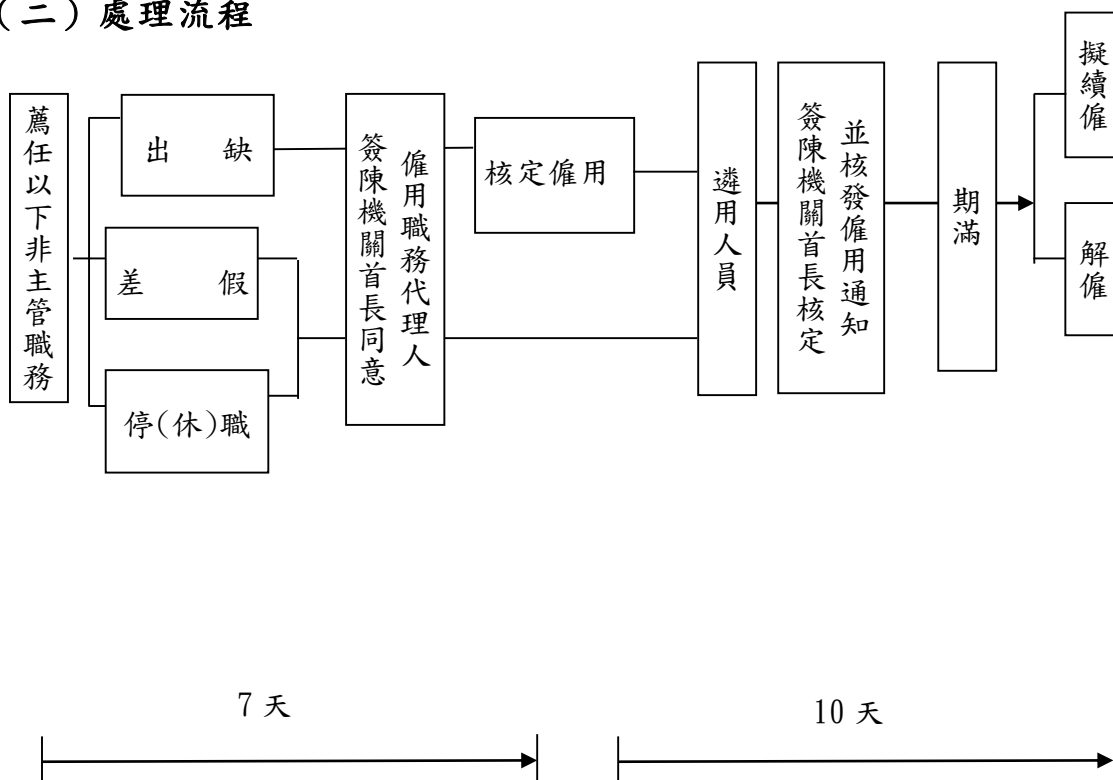 （二）處理流程
薦任以下非主管職務
出　　缺
差　　假
停(休)職
簽陳機關首長同意
僱用職務代理人
核定僱用
遴用人員
簽陳機關首長核定
並核發僱用通知
期滿
擬續僱
解僱
7 天
10 天